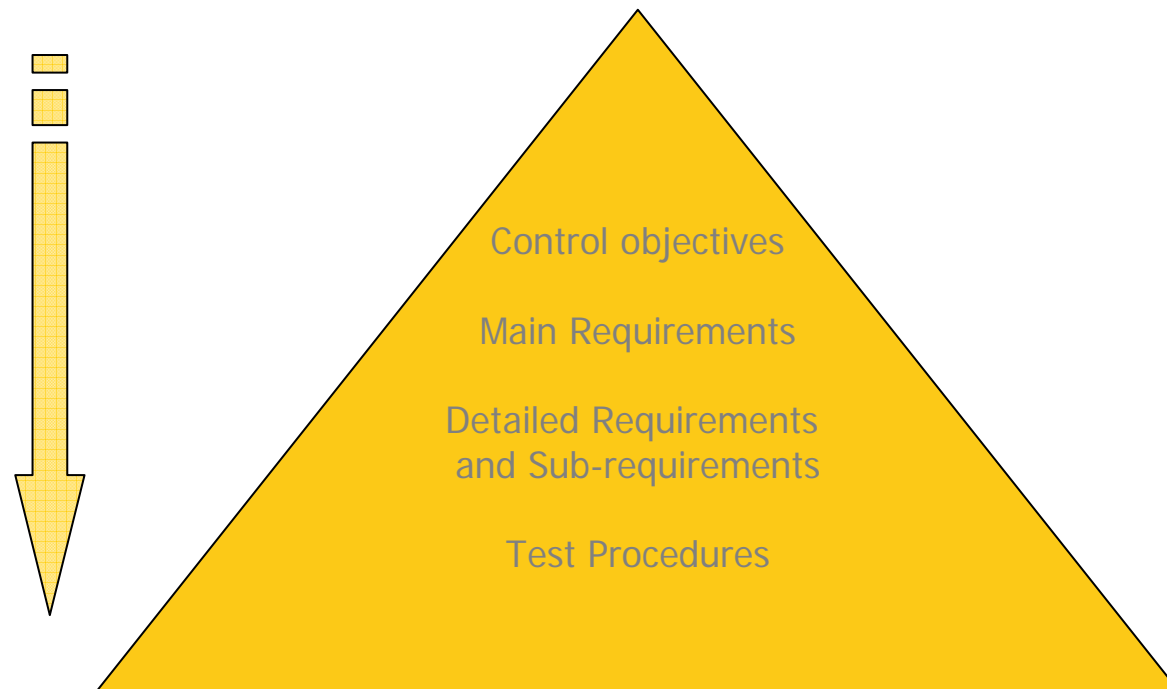 Control objectives
Main Requirements
Detailed Requirements
and Sub-requirements
Test Procedures